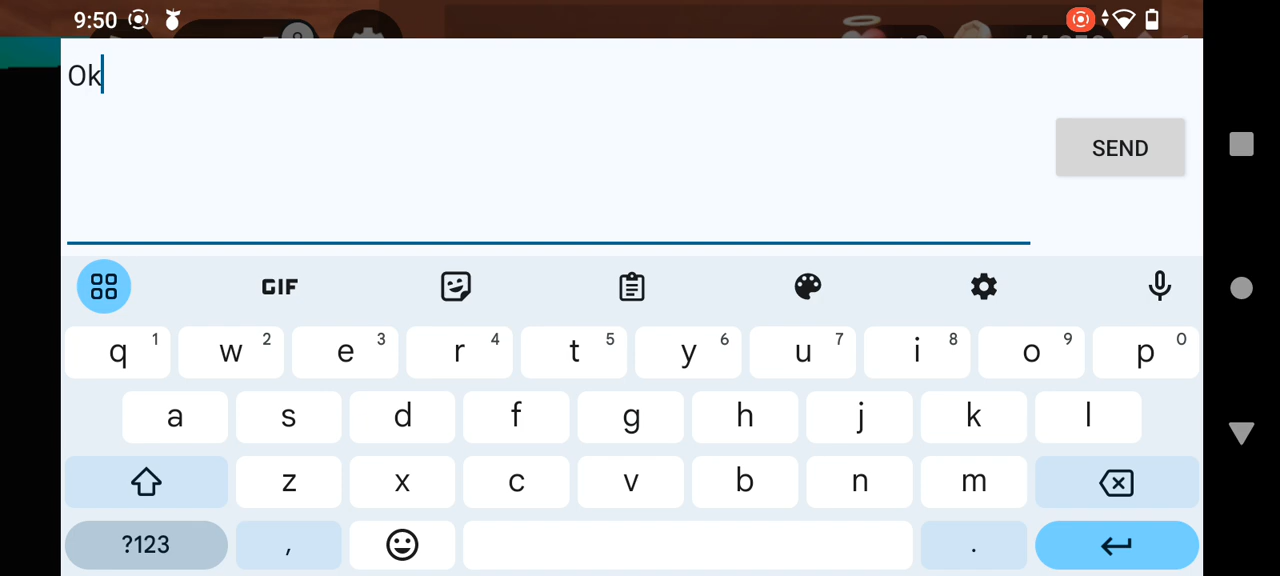 9:50
Ok
SEND
GIF
q 1 w 2 e 3 r 4 t 5 y 6 u 7 i 8 o 9 p 0
a s d f g h j k l
z x c v b n m
?123 , .